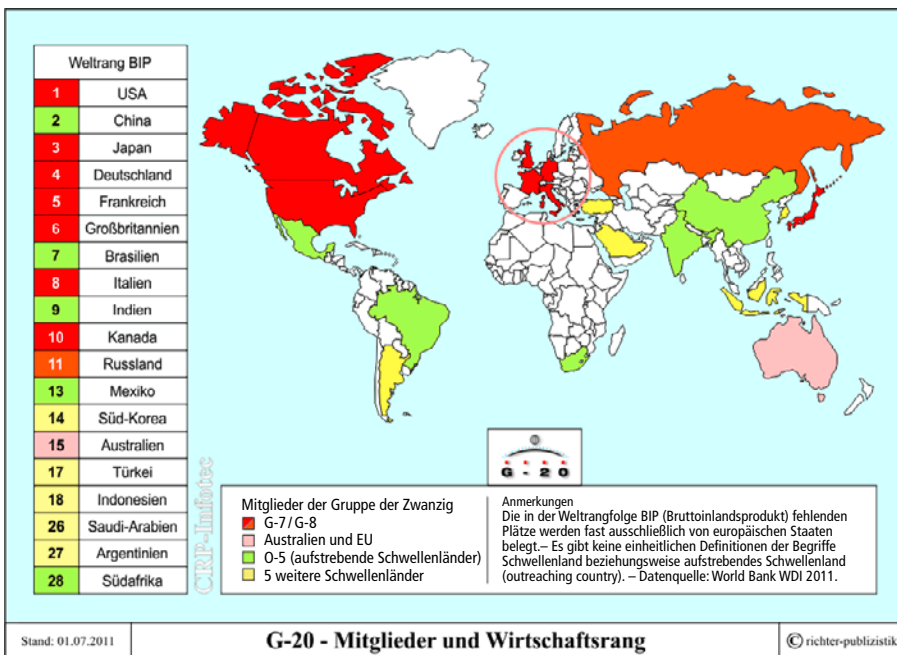 Weltrang BIP
1 USA
2 China
3 Japan
4 Deutschland
5 Frankreich
6 Großbritannien
7 Brasilien
8 Italien
9 Indien
10 Kanada
11 Russland
13 Mexiko
14 Süd-Korea
15 Australien
17 Türkei
18 Indonesien
26 Saudi-Arabien
27 Argentinien
28 Südafrika
CRP-Infotec
G - 20
Mitglieder der Gruppe der Zwanzig
G-7/G-8
Australien und EU
O-5 (aufstrebende Schwellenländer)
5 weitere Schwellenländer
Anmerkungen
Die in der Weltrangfolge BIP (Bruttoinlandsprodukt) fehlenden
Plätze werden fast ausschließlich von europäischen Staaten
belegt.– Es gibt keine einheitlichen Definitionen der Begriffe
Schwellenland beziehungsweise aufstrebendes Schwellenland
(outreaching country). – Datenquelle: World Bank WDI 2011.
Stand: 01.07.2011
G-20 - Mitglieder und Wirtschaftsrang
© richter-publizistik